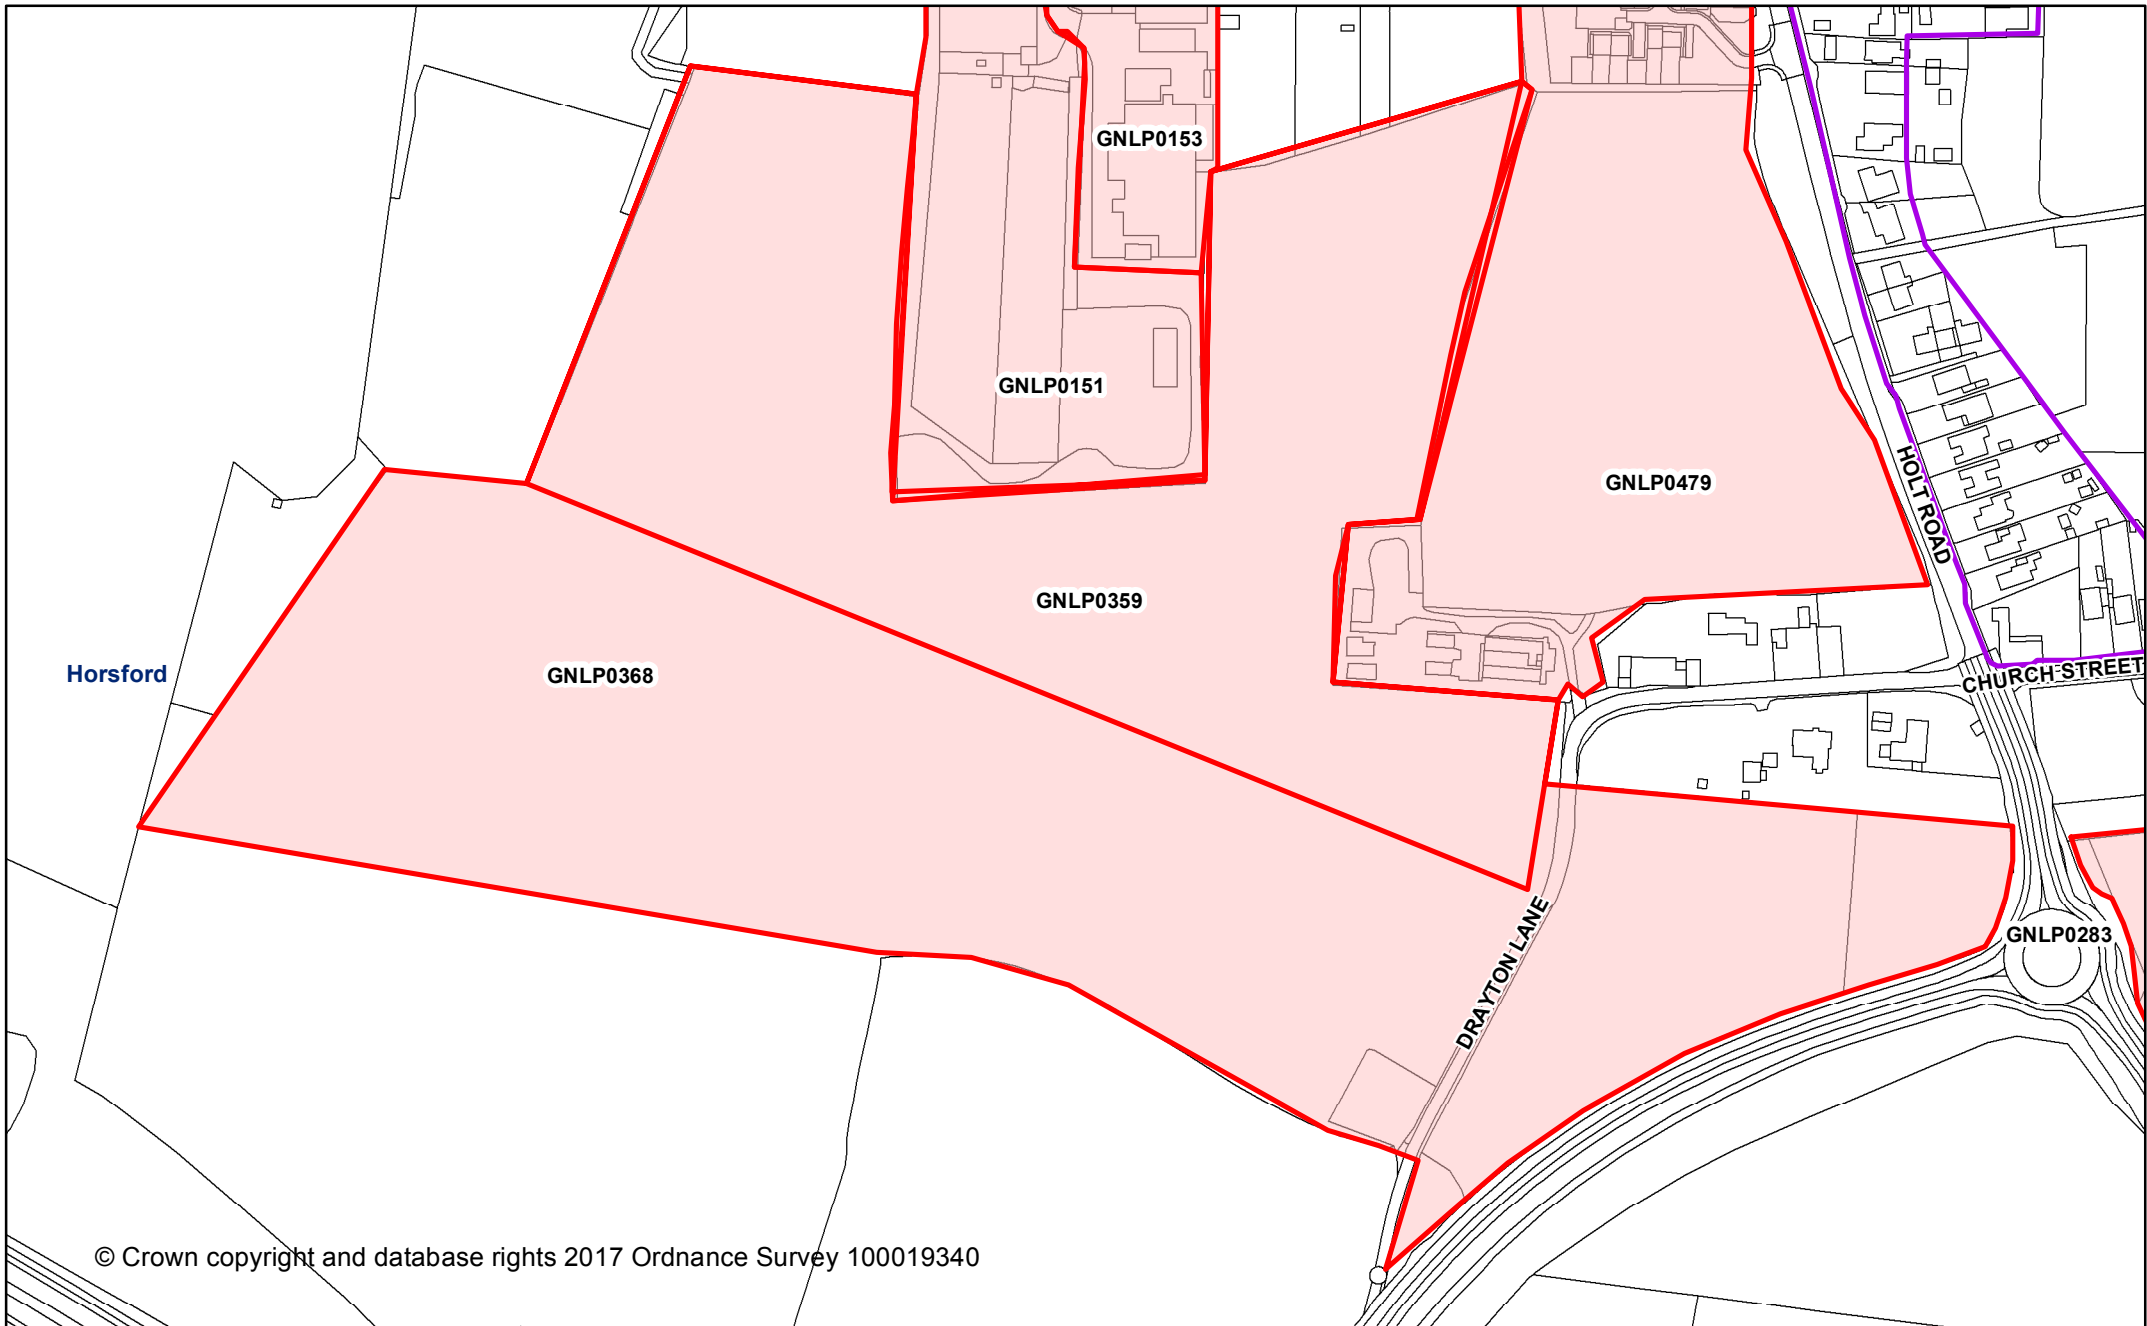 GNLP0153
GNLP0151
GNLP0479
HOLT ROAD
GNLP0359
Horsford
GNLP0368
CHURCH STREET
DRAYTON LANE
GNLP0283
© Crown copyright and database rights 2017 Ordnance Survey 100019340